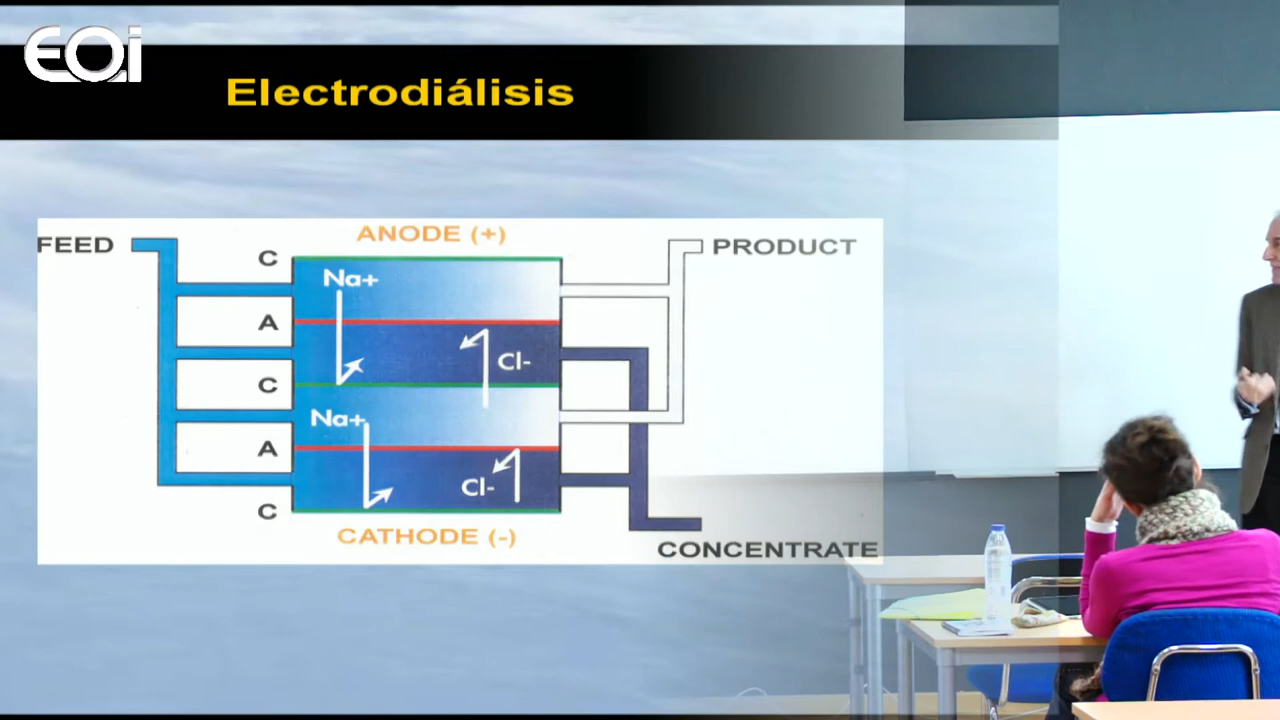 EOi
Electrodiálisis
FEED
ANODE (+)
PRODUCT
C
Na+
A
Cl-
C
Na+
A
Cl-
C
CATHODE (-)
CONCENTRATE